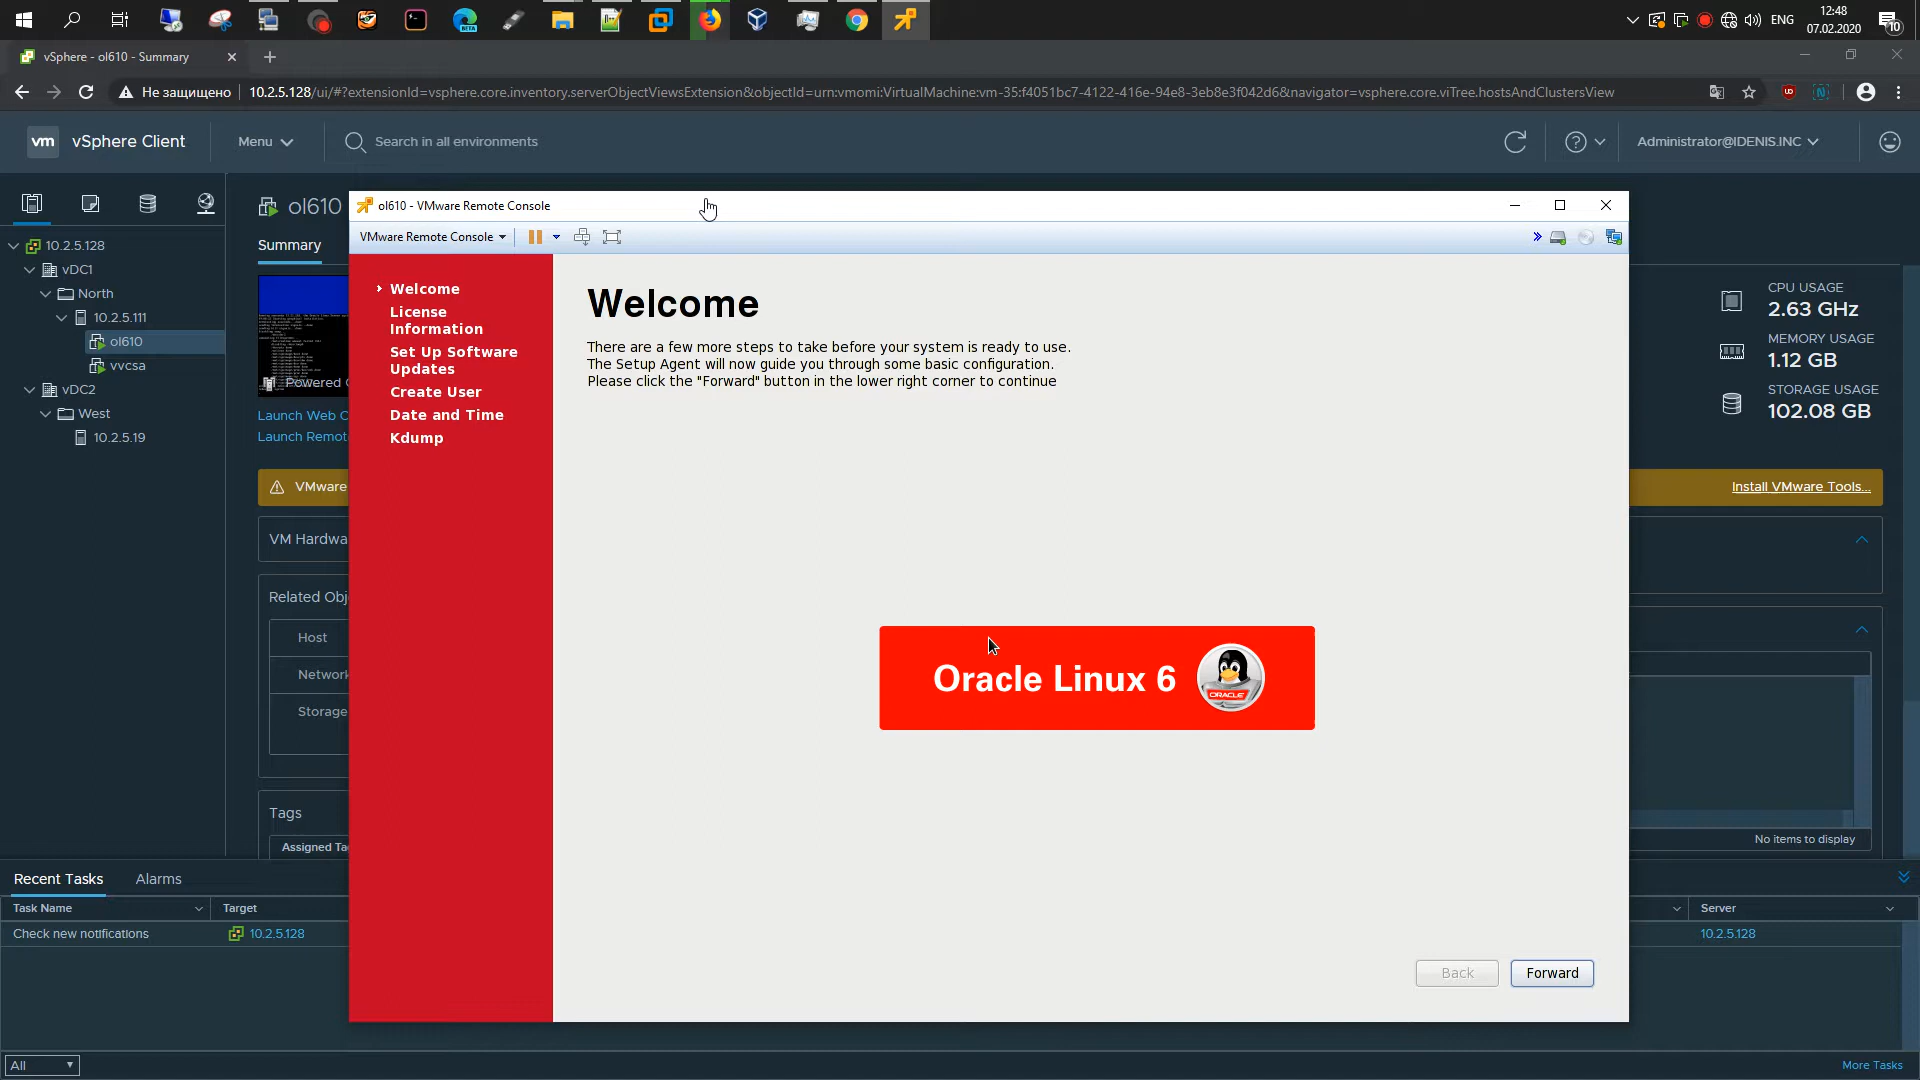 ENG
12:48
07.02.2020
10
BETA
vSphere - ol610 - Summary
Не защищено
10.2.5.128/ui/#?extensionId=vsphere.core.inventory.serverObjectViewsExtension&objectId=urn:vmomi:VirtualMachine:vm-35:f4051bc7-4122-416e-94e8-3eb8e3f042d6&navigator=vsphere.core.viTree.hostsAndClustersView
vm vSphere Client
Menu
Search in all environments
Administrator@IDENIS.INC
10.2.5.128
vDC1
North
10.2.5.111
ol610
vvcsa
vDC2
West
10.2.5.19
ol610
Summary
Powered
Launch Web C
Launch Remot
VMware
Install VMware Tools...
VM Hardwa
Related Obj
Host
Network
Storage
Tags
Assigned Ta
CPU USAGE
2.63 GHz
MEMORY USAGE
1.12 GB
STORAGE USAGE
102.08 GB
No items to display
ol610 - VMware Remote Console
VMware Remote Console
Welcome
License
Information
Set Up Software
Updates
Create User
Date and Time
Kdump
Welcome
There are a few more steps to take before your system is ready to use.
The Setup Agent will now guide you through some basic configuration.
Please click the "Forward" button in the lower right corner to continue
Oracle Linux 6
ORACLE
Back
Forward
Recent Tasks
Alarms
Task Name
Target
Server
Check new notifications
10.2.5.128
10.2.5.128
All
More Tasks